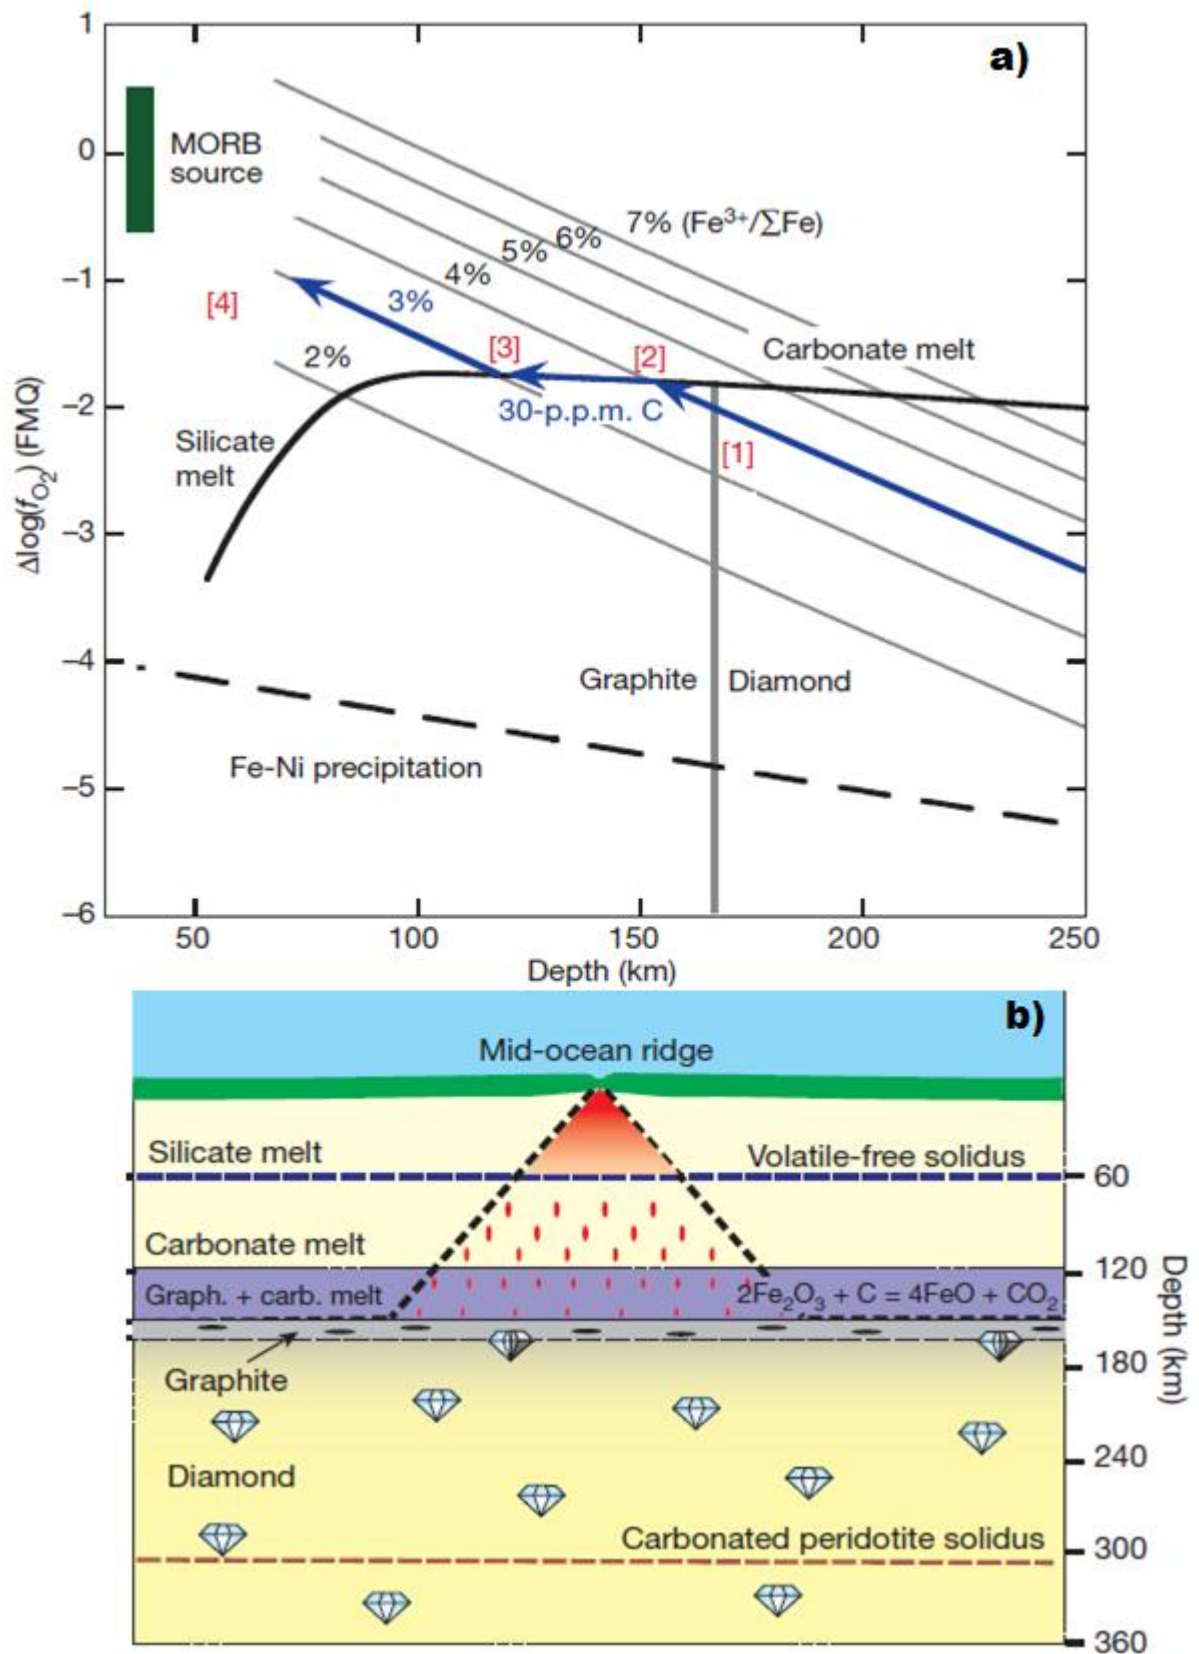 a)
1
0
–1
–2
–3
–4
–5
–6
Δlog(fO2) (FMQ)
MORB
source
7% (Fe3+/∑Fe)
6%
5%
4%
3%
2%
[4]
[3]
[2]
[1]
Carbonate melt
30-p.p.m. C
Silicate
melt
Graphite
Diamond
Fe-Ni precipitation
50
100
150
200
250
Depth (km)
b)
Mid-ocean ridge
Silicate melt
Volatile-free solidus
60
Carbonate melt
120
Graph. + carb. melt
2Fe2O3 + C = 4FeO + CO2
180
Graphite
240
Diamond
Carbonated peridotite solidus
300
360
Depth (km)